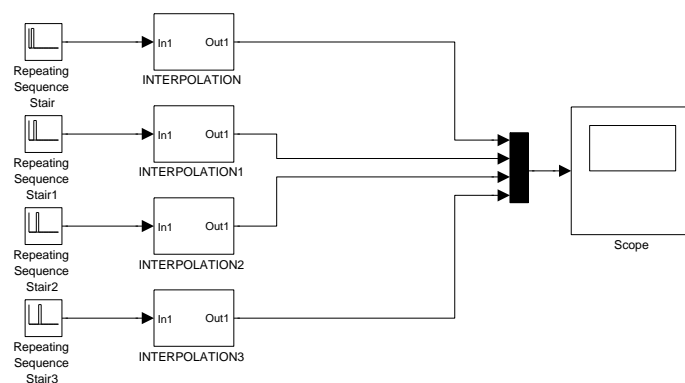 In1
Out1
INTERPOLATION
Repeating
Sequence
Stair
In1
Out1
INTERPOLATION1
Repeating
Sequence
Stair1
In1
Out1
INTERPOLATION2
Repeating
Sequence
Stair2
In1
Out1
INTERPOLATION3
Repeating
Sequence
Stair3
Scope